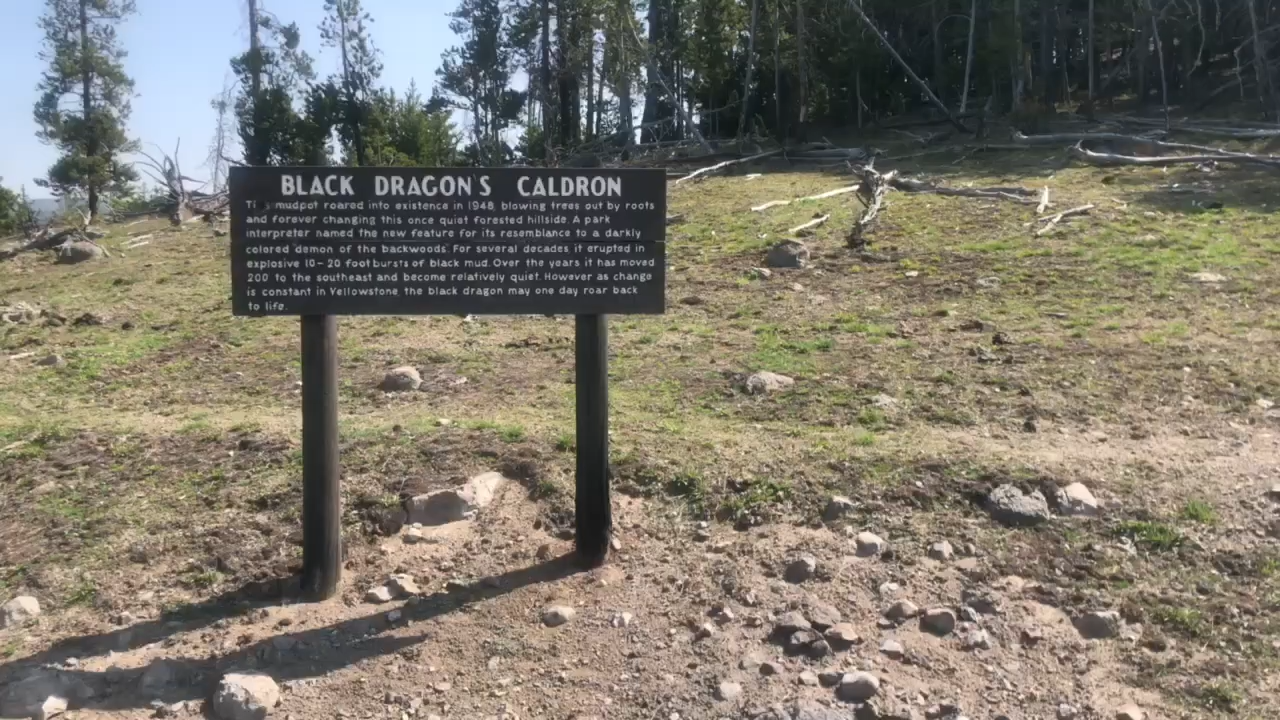 BLACK DRAGON'S CALDRON
This mudpot roared into existence in 1948, blowing trees out by roots
and forever changing this once quiet forested hillside. A park
interpreter named the new feature for its resemblance to a darkly
colored "demon of the backwoods." For several decades, it erupted in
explosive 10-20 foot bursts of black mud. Over the years it has moved
200' to the southeast and become relatively quiet. However as change
is constant in Yellowstone, the black dragon may one day roar back
to life.